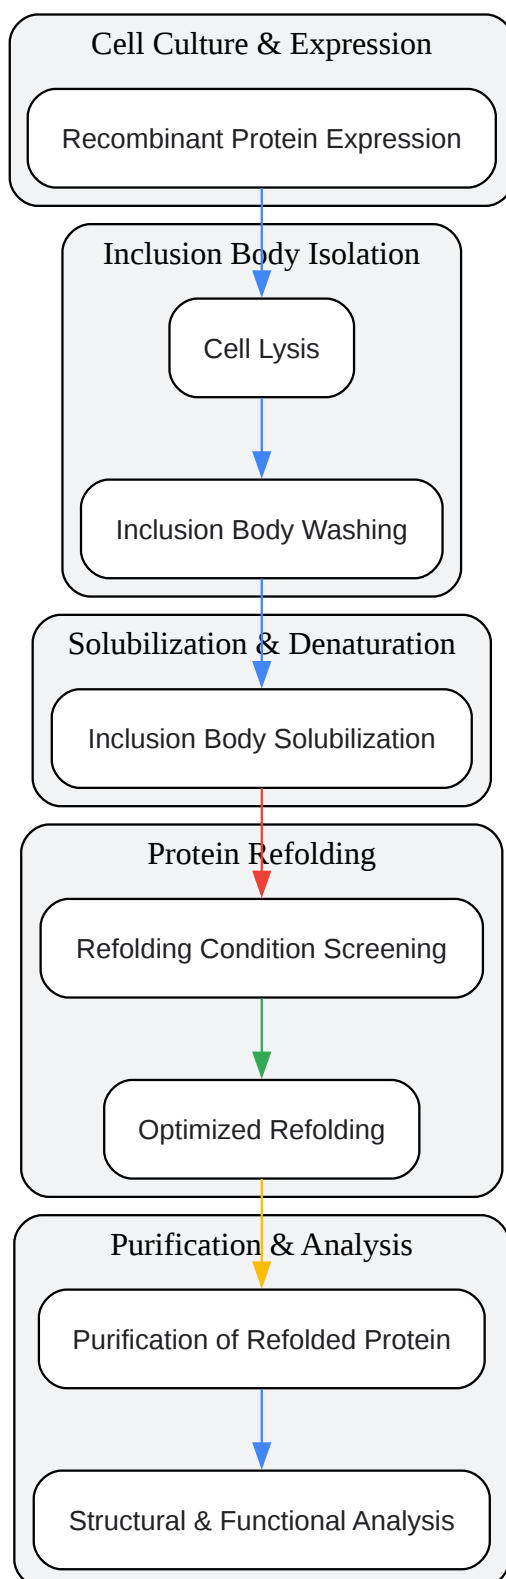 Cell Culture & Expression
Recombinant Protein Expression
Inclusion Body Isolation
Cell Lysis
Inclusion Body Washing
Solubilization & Denaturation
Inclusion Body Solubilization
Protein Refolding
Refolding Condition Screening
Optimized Refolding
Purification & Analysis
Purification of Refolded Protein
Structural & Functional Analysis